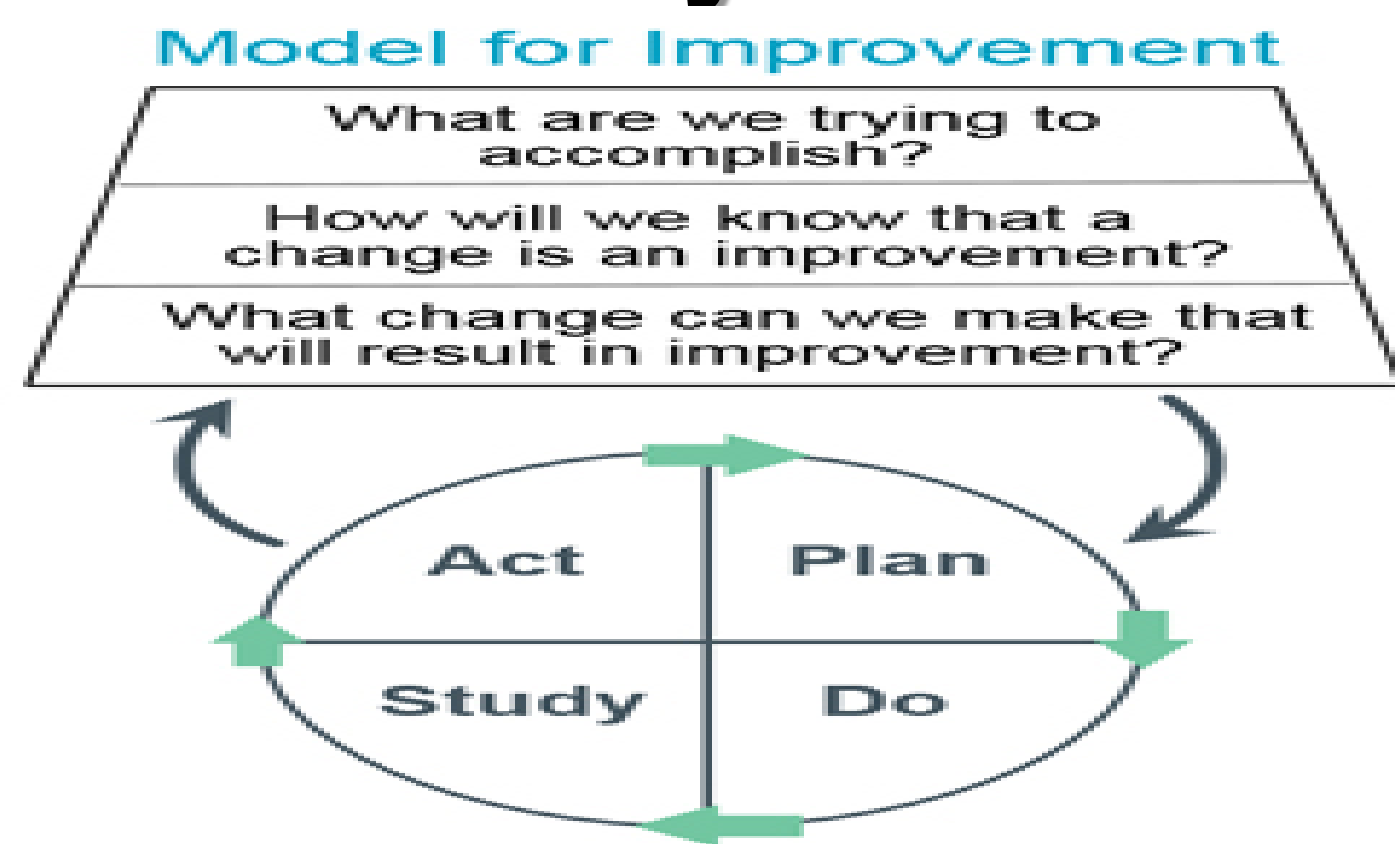 Model for Improvement
What are we trying to
accomplish?
How will we know that a
change is an improvement?
What change can we make that
will result in improvement?
Act
Plan
Study
Do